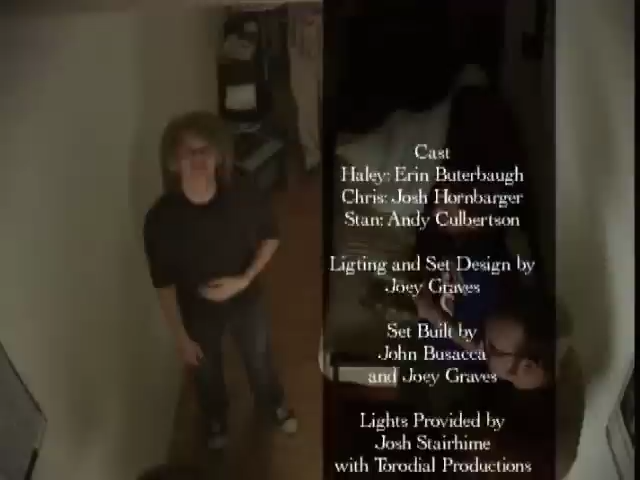 Cast
Haley: Erin Buterbaugh
Chris: Josh Hornbarger
Stan: Andy Culbertson
Ligting and Set Design by
Joey Graves
Set Built by
John Busacca
and Joey Graves
Lights Provided by
Josh Stairhime
with Torodial Productions